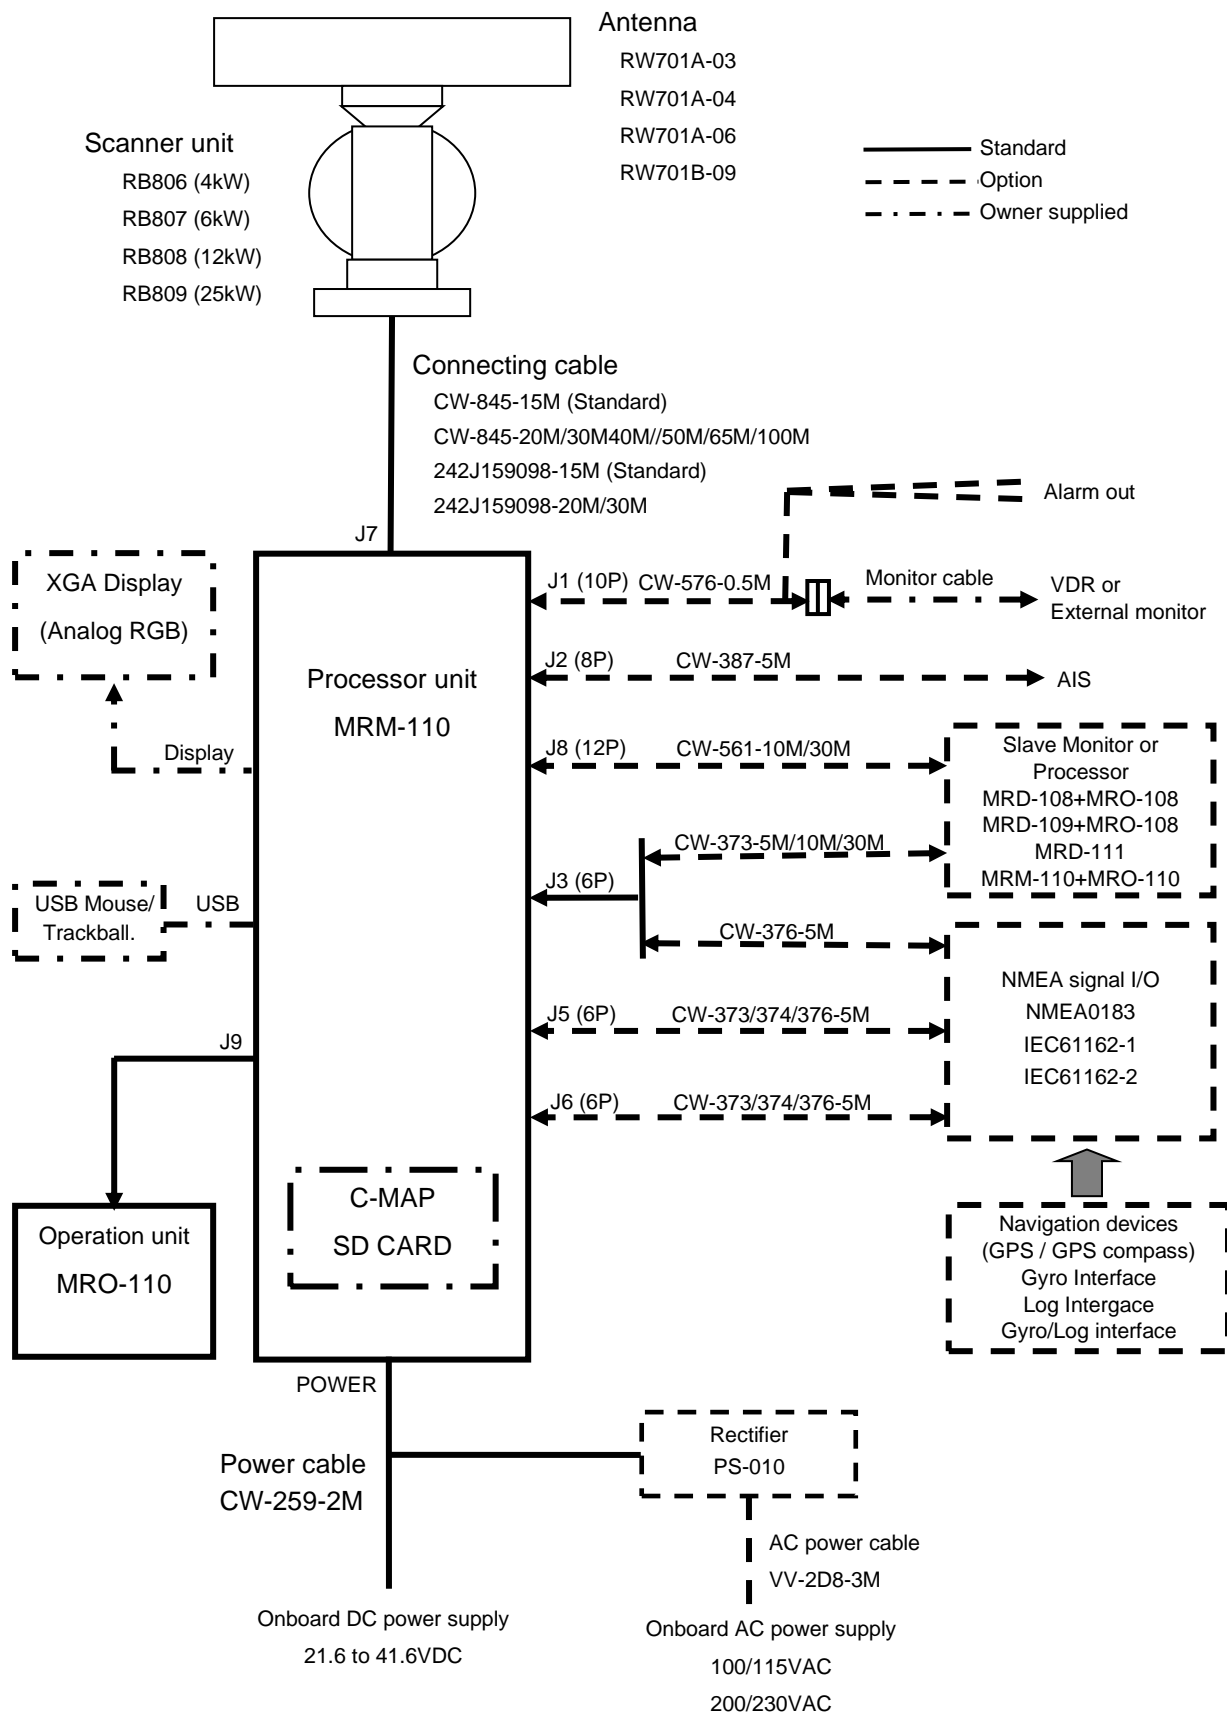 Antenna
RW701A-03
RW701A-04
RW701A-06
RW701B-09
Scanner unit
RB806 (4kW)
RB807 (6kW)
RB808 (12kW)
RB809 (25kW)
Standard
Option
Owner supplied
Connecting cable
CW-845-15M (Standard)
CW-845-20M/30M40M//50M/65M/100M
242J159098-15M (Standard)
242J159098-20M/30M
J7
Alarm out
XGA Display
(Analog RGB)
J1 (10P)
CW-576-0.5M
Monitor cable
VDR or
External monitor
J2 (8P)
CW-387-5M
AIS
Processor unit
MRM-110
Display
J8 (12P)
CW-561-10M/30M
Slave Monitor or
Processor
MRD-108+MRO-108
MRD-109+MRO-108
MRD-111
MRM-110+MRO-110
CW-373-5M/10M/30M
J3 (6P)
CW-376-5M
USB Mouse/
Trackball.
USB
NMEA signal I/O
NMEA0183
IEC61162-1
IEC61162-2
J5 (6P)
CW-373/374/376-5M
J9
J6 (6P)
CW-373/374/376-5M
C-MAP
SD CARD
Operation unit
MRO-110
Navigation devices
(GPS / GPS compass)
Gyro Interface
Log Intergace
Gyro/Log interface
POWER
Power cable
CW-259-2M
Rectifier
PS-010
AC power cable
VV-2D8-3M
Onboard DC power supply
21.6 to 41.6VDC
Onboard AC power supply
100/115VAC
200/230VAC